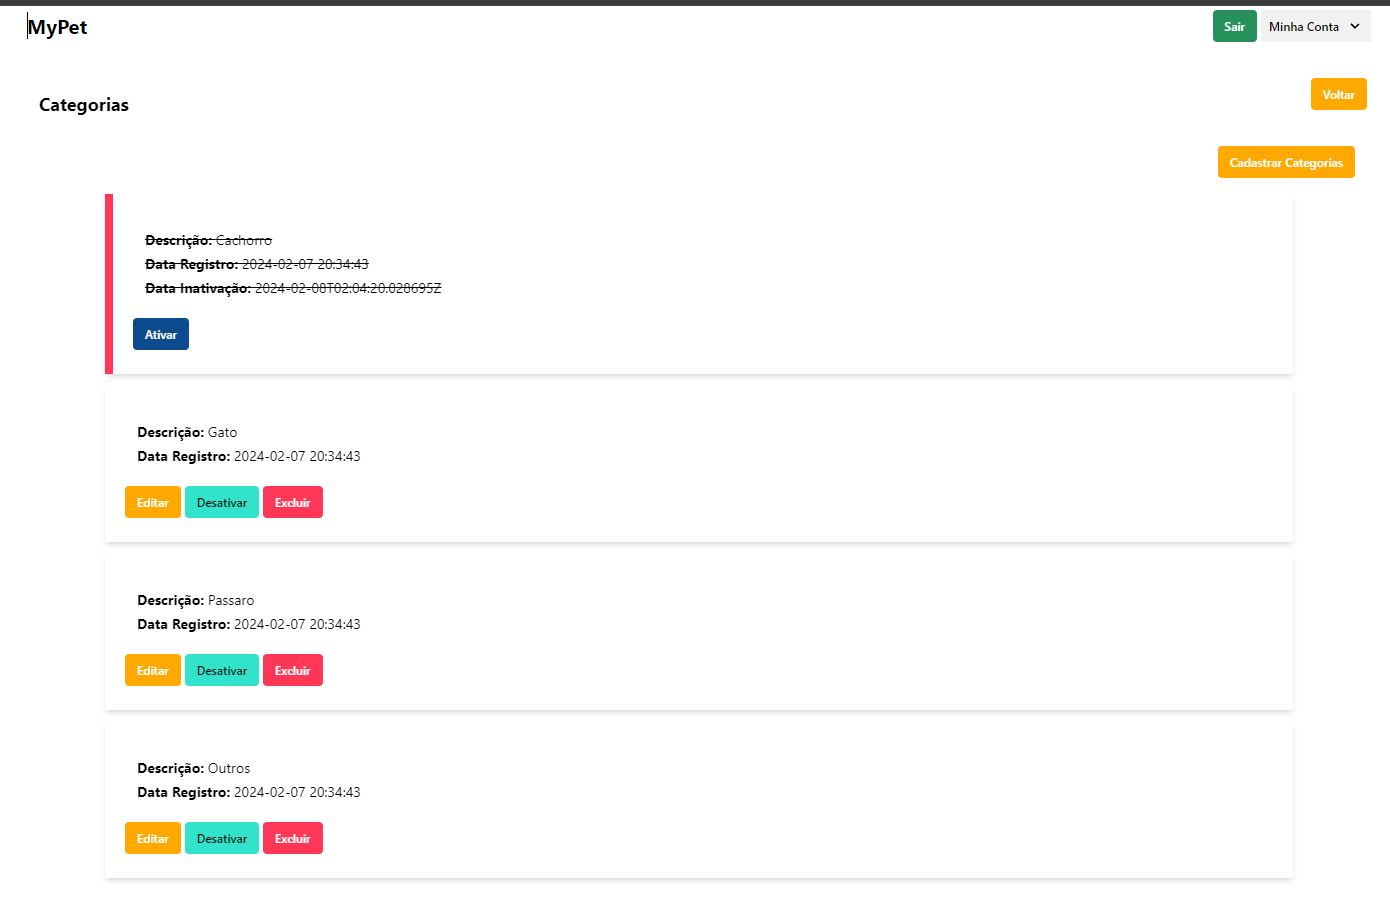 MyPet
Sair
Minha Conta
Categorias
Voltar
Cadastrar Categorias
Descrição: Cachorro
Data Registro: 2024-02-07 20:34:43
Data Inativação: 2024-02-08T02:04:20.028695Z
Ativar
Descrição: Gato
Data Registro: 2024-02-07 20:34:43
Editar Desativar Excluir
Descrição: Passaro
Data Registro: 2024-02-07 20:34:43
Editar Desativar Excluir
Descrição: Outros
Data Registro: 2024-02-07 20:34:43
Editar Desativar Excluir